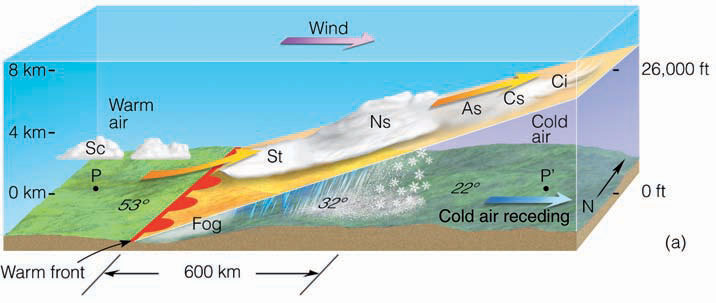 Wind
8 km
26,000 ft
Warm
air
Ci
Cs
As
Ns
Cold
air
4 km
Sc
St
P
P'
0 km
53°
32°
22°
0 ft
N
Fog
Cold air receding
(a)
Warm front
600 km